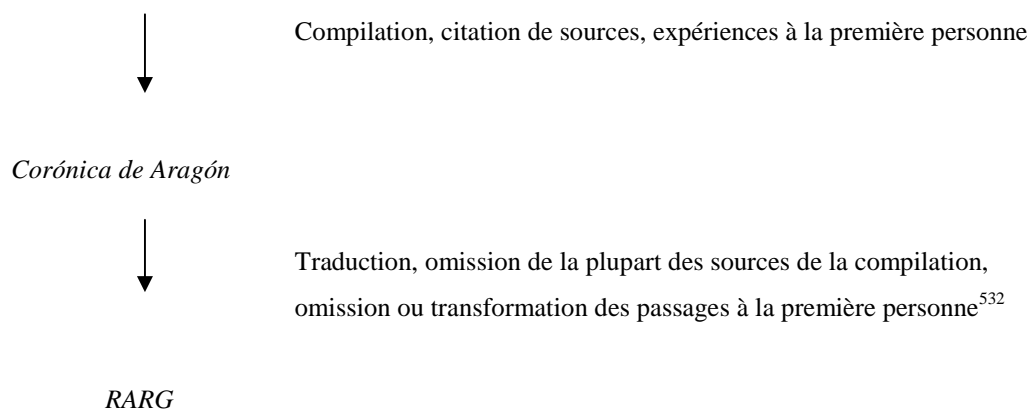 Compilation, citation de sources, expériences à la première personne
Corónica de Aragón
Traduction, omission de la plupart des sources de la compilation,
omission ou transformation des passages à la première personne532
RARG